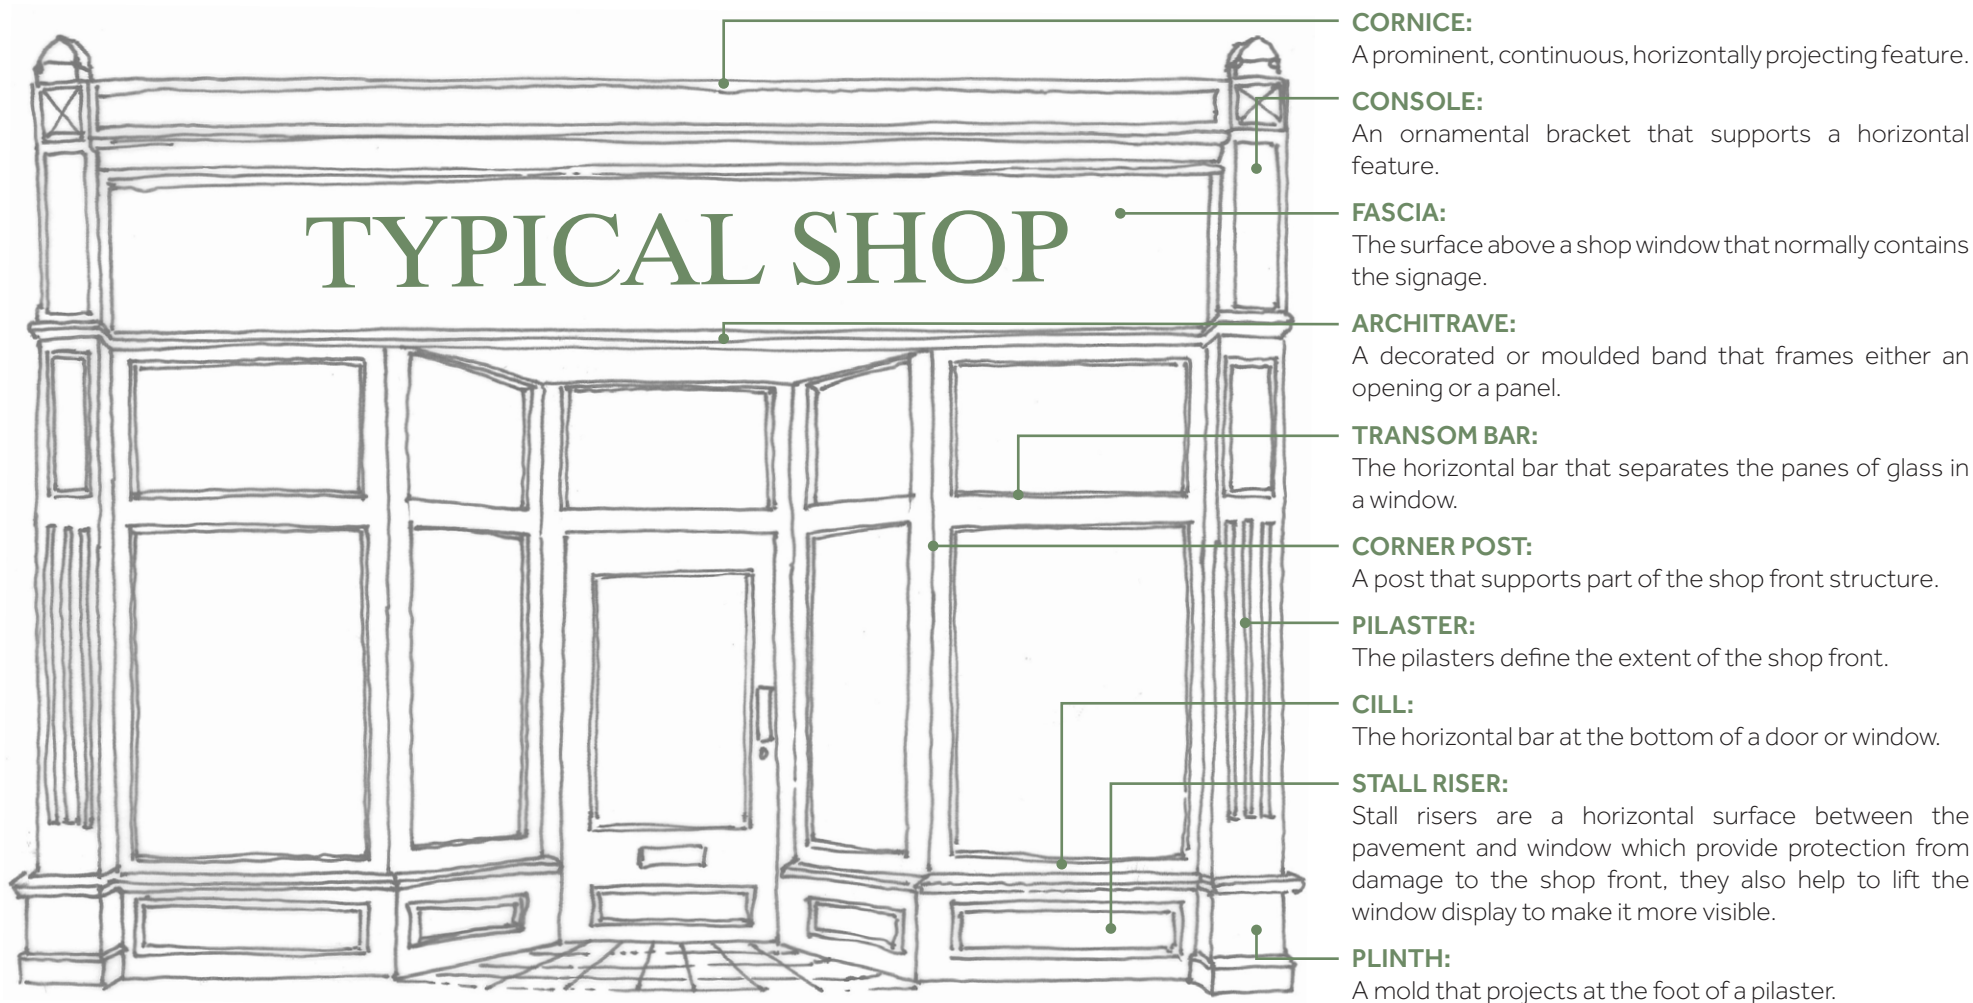 TYPICAL SHOP
CORNICE:
A prominent, continuous, horizontally projecting feature.
CONSOLE:
An ornamental bracket that supports a horizontal
feature.
FASCIA:
The surface above a shop window that normally contains
the signage.
ARCHITRAVE:
A decorated or moulded band that frames either an
opening or a panel.
TRANSOM BAR:
The horizontal bar that separates the panes of glass in
a window.
CORNER POST:
A post that supports part of the shop front structure.
PILASTER:
The pilasters define the extent of the shop front.
CILL:
The horizontal bar at the bottom of a door or window.
STALL RISER:
Stall risers are a horizontal surface between the
pavement and window which provide protection from
damage to the shop front, they also help to lift the
window display to make it more visible.
PLINTH:
A mold that projects at the foot of a pilaster.